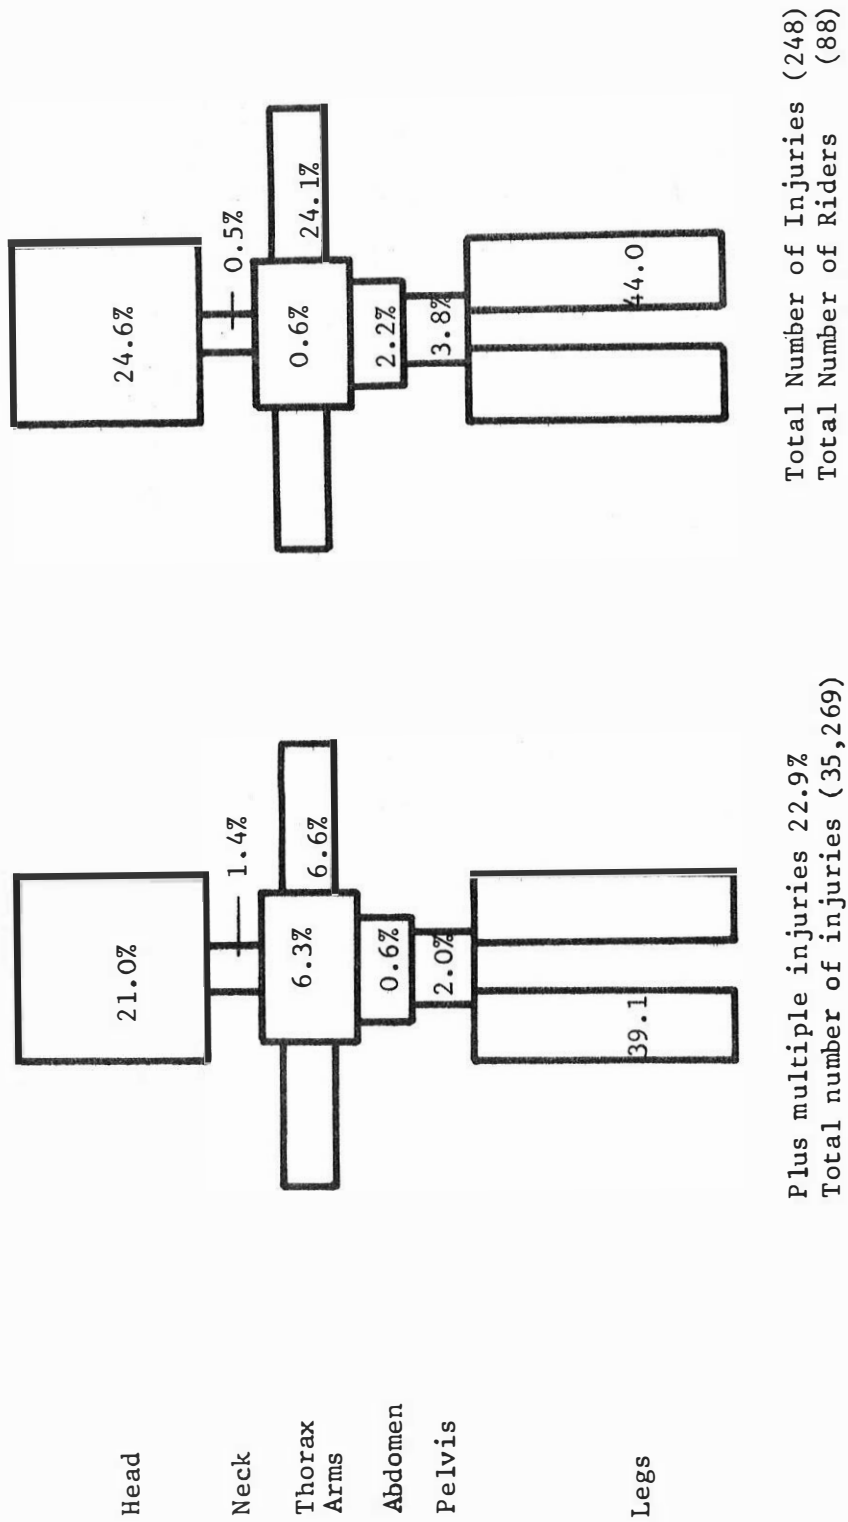 Head
Neck
Thorax
Arms
Abdomen
Pelvis
Legs
21.0%
1.4%
6.3%
6.6%
0.6%
2.0%
39.1
Plus multiple injuries 22.9%
Total number of injuries (35,269)
24.6%
0.5%
0.6%
24.1%
2.2%
3.8%
44.0
Total Number of Injuries (248)
Total Number of Riders (88)